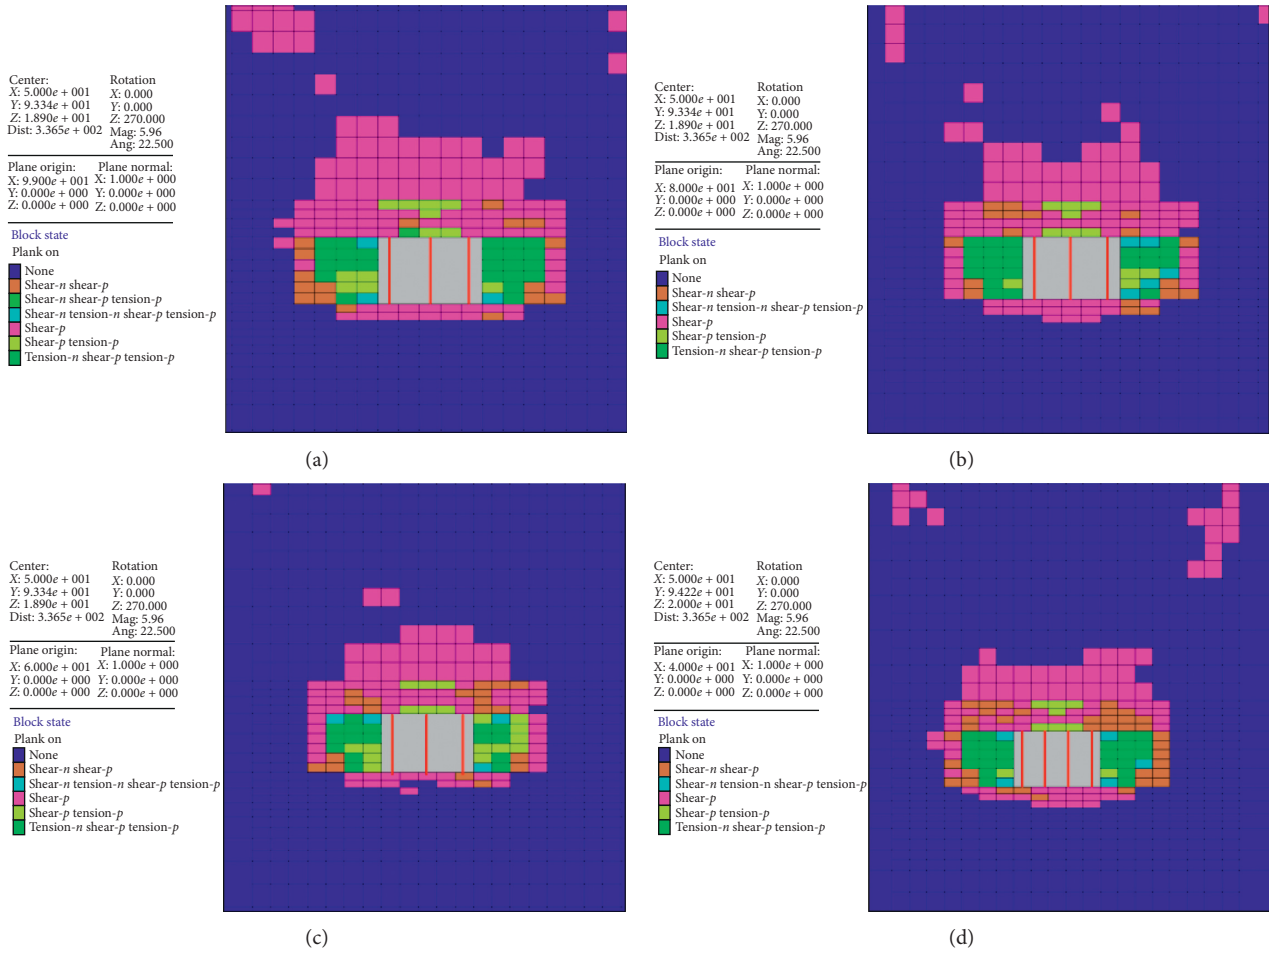 Center:
X: 5.000e + 001
Y: 9.334e + 001
Z: 1.890e + 001
Dist: 3.365e + 002
Rotation
X: 0.000
Y: 0.000
Z: 270.000
Mag: 5.96
Ang: 22.500
Plane origin:
X: 9.900e + 001
Y: 0.000e + 000
Z: 0.000e + 000
Plane normal:
X: 1.000e + 000
Y: 0.000e + 000
Z: 0.000e + 000
Block state
Plank on
None
Shear-n shear-p
Shear-n shear-p tension-p
Shear-n tension-n shear-p tension-p
Shear-p
Shear-p tension-p
Tension-n shear-p tension-p
(a)
Center:
X: 5.000e + 001
Y: 9.334e + 001
Z: 1.890e + 001
Dist: 3.365e + 002
Rotation
X: 0.000
Y: 0.000
Z: 270.000
Mag: 5.96
Ang: 22.500
Plane origin:
X: 8.000e + 001
Y: 0.000e + 000
Z: 0.000e + 000
Plane normal:
X: 1.000e + 000
Y: 0.000e + 000
Z: 0.000e + 000
Block state
Plank on
None
Shear-n shear-p
Shear-n tension-n shear-p tension-p
Shear-p
Shear-p tension-p
Tension-n shear-p tension-p
(b)
Center:
X: 5.000e + 001
Y: 9.334e + 001
Z: 1.890e + 001
Dist: 3.365e + 002
Rotation
X: 0.000
Y: 0.000
Z: 270.000
Mag: 5.96
Ang: 22.500
Plane origin:
X: 6.000e + 001
Y: 0.000e + 000
Z: 0.000e + 000
Plane normal:
X: 1.000e + 000
Y: 0.000e + 000
Z: 0.000e + 000
Block state
Plank on
None
Shear-n shear-p
Shear-n tension-n shear-p tension-p
Shear-p
Shear-p tension-p
Tension-n shear-p tension-p
(c)
Center:
X: 5.000e + 001
Y: 9.422e + 001
Z: 2.000e + 001
Dist: 3.365e + 002
Rotation
X: 0.000
Y: 0.000
Z: 270.000
Mag: 5.96
Ang: 22.500
Plane origin:
X: 4.000e + 001
Y: 0.000e + 000
Z: 0.000e + 000
Plane normal:
X: 1.000e + 000
Y: 0.000e + 000
Z: 0.000e + 000
Block state
Plank on
None
Shear-n shear-p
Shear-n tension-n shear-p tension-p
Shear-p
Shear-p tension-p
Tension-n shear-p tension-p
(d)